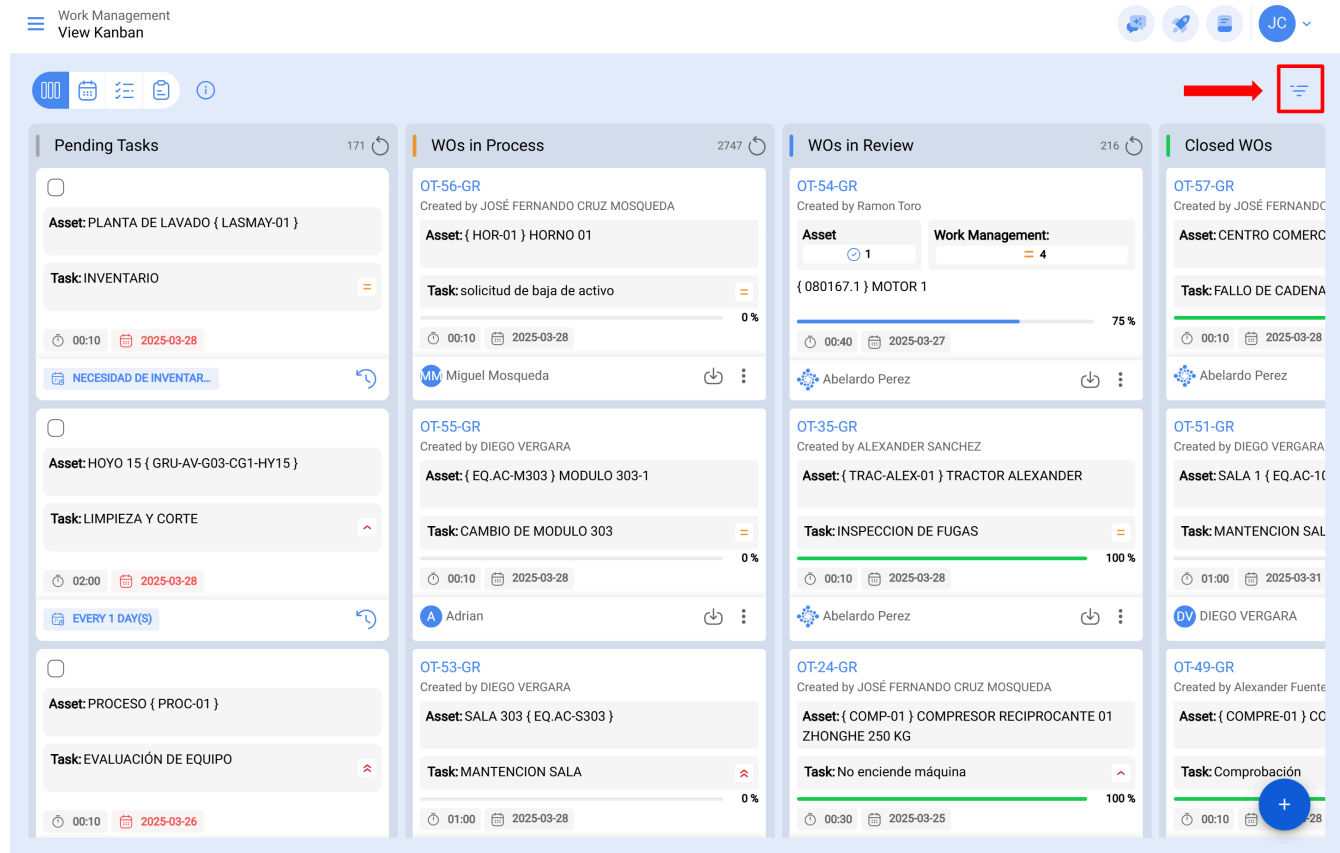 Work Management
View Kanban
JC
Pending Tasks 171
Asset: PLANTA DE LAVADO { LASMAY-01 }
Task: INVENTARIO
00:10 2025-03-28
NECESIDAD DE INVENTAR...
Asset: HOYO 15 { GRU-AV-G03-CG1-HY15 }
Task: LIMPIEZA Y CORTE
02:00 2025-03-28
EVERY 1 DAY(S)
Asset: PROCESO { PROC-01 }
Task: EVALUACIÓN DE EQUIPO
00:10 2025-03-26
WOs in Process 2747
OT-56-GR
Created by JOSÉ FERNANDO CRUZ MOSQUEDA
Asset: { HOR-01 } HORNO 01
Task: solicitud de baja de activo
0 %
00:10 2025-03-28
MM Miguel Mosqueda
OT-55-GR
Created by DIEGO VERGARA
Asset: { EQ.AC-M303 } MODULO 303-1
Task: CAMBIO DE MODULO 303
0 %
00:10 2025-03-28
A Adrian
OT-53-GR
Created by DIEGO VERGARA
Asset: SALA 303 { EQ.AC-S303 }
Task: MANTENCION SALA
0 %
01:00 2025-03-28
WOs in Review 216
OT-54-GR
Created by Ramon Toro
Asset Work Management:
1 4
{ 080167.1 } MOTOR 1
75 %
00:40 2025-03-27
Abelardo Perez
OT-35-GR
Created by ALEXANDER SANCHEZ
Asset: { TRAC-ALEX-01 } TRACTOR ALEXANDER
Task: INSPECCION DE FUGAS
100 %
00:10 2025-03-28
Abelardo Perez
OT-24-GR
Created by JOSÉ FERNANDO CRUZ MOSQUEDA
Asset: { COMP-01 } COMPRESOR RECIPROCANTE 01
ZHONGHE 250 KG
Task: No enciende máquina
100 %
00:30 2025-03-25
Closed WOs
OT-57-GR
Created by JOSÉ FERNANDO
Asset: CENTRO COMERC
Task: FALLO DE CADENA
00:10 2025-03-28
Abelardo Perez
OT-51-GR
Created by DIEGO VERGARA
Asset: SALA 1 { EQ.AC-10
Task: MANTENCION SAL
01:00 2025-03-31
DV DIEGO VERGARA
OT-49-GR
Created by Alexander Fuente
Asset: { COMPRE-01 } CO
Task: Comprobación
00:10 -28